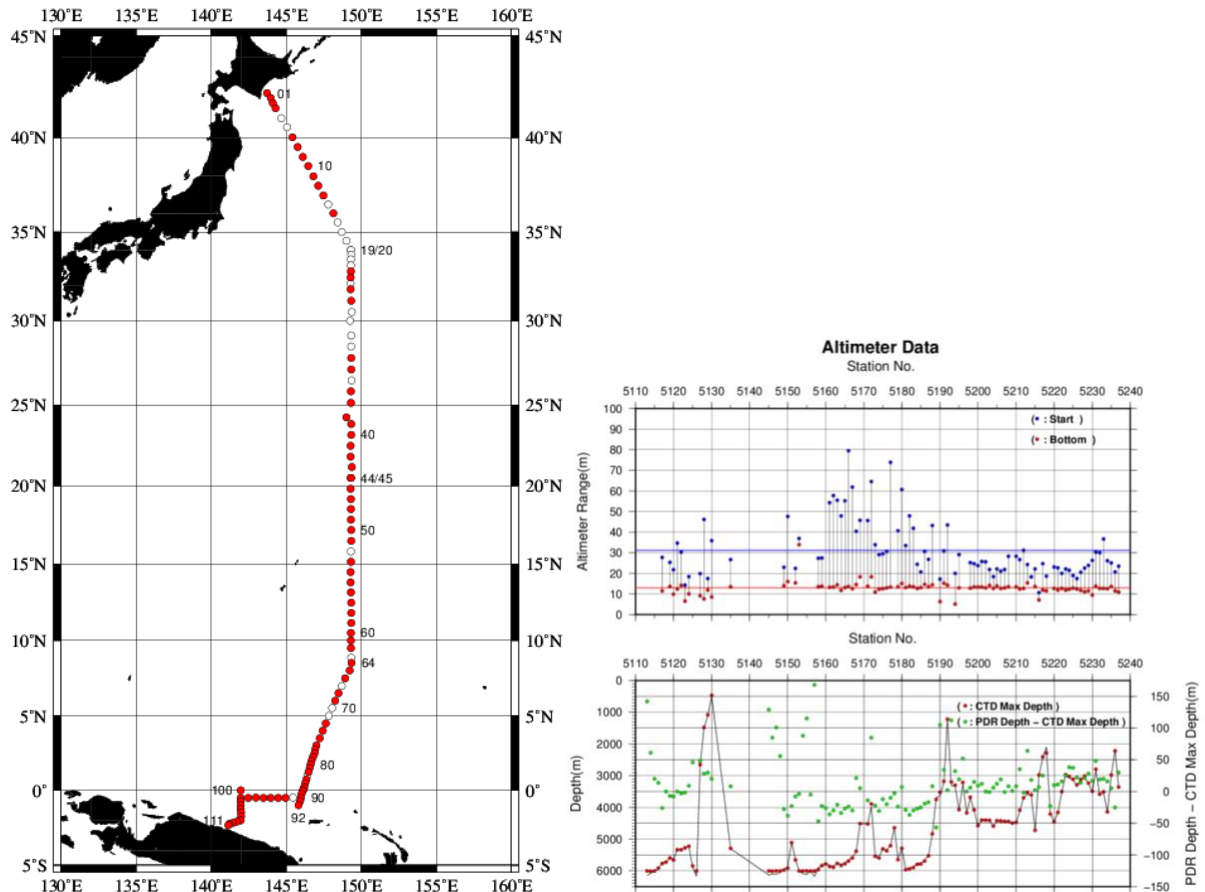 130°E 135°E 140°E 145°E 150°E 155°E 160°E
45°N 45°N
01
40°N 40°N
10
35°N 35°N
19/20
30°N 30°N
25°N 25°N
40
44/45
20°N 20°N
50
15°N 15°N
60
10°N 10°N
64
70
5°N 5°N
80
100
0° 0°
90
111
92
5°S 5°S
130°E 135°E 140°E 145°E 150°E 155°E 160°E
Altimeter Data
Station No.
5110 5120 5130 5140 5150 5160 5170 5180 5190 5200 5210 5220 5230 5240
100
( • : Start )
90
( • : Bottom )
80
70
60
50
40
30
20
10
0
Altimeter Range(m)
Station No.
5110 5120 5130 5140 5150 5160 5170 5180 5190 5200 5210 5220 5230 5240
0
150
( • : CTD Max Depth )
1000
( • : PDR Depth − CTD Max Depth )
100
2000
50
3000
0
4000
−50
5000
−100
6000
−150
Depth(m)
PDR Depth − CTD Max Depth(m)